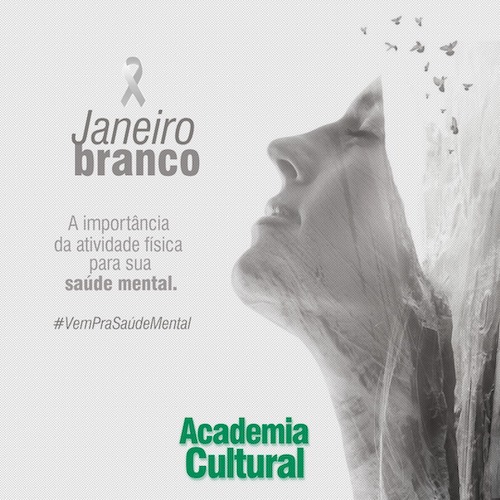 Janeiro
branco
A importância
da atividade física
para sua
saúde mental.
#VemPraSaúdeMental
Academia
Cultural